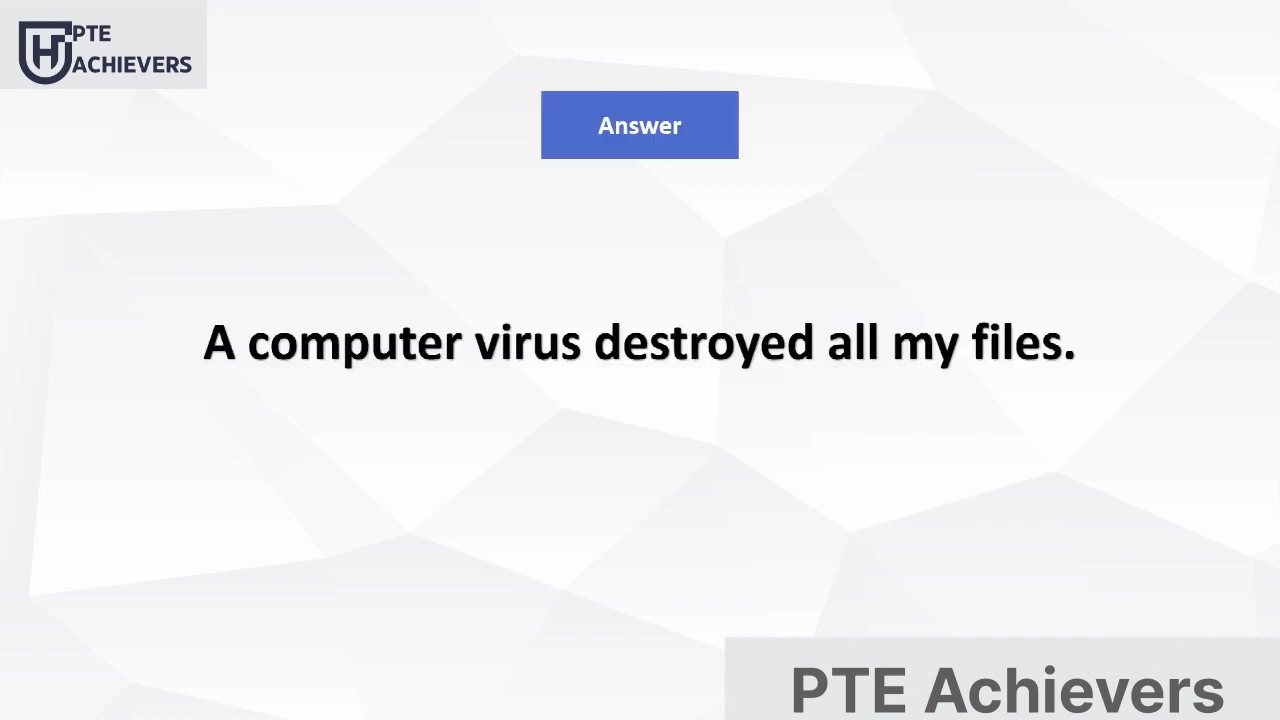 PTE
ACHIEVERS
Answer
A computer virus destroyed all my files.
PTE Achievers